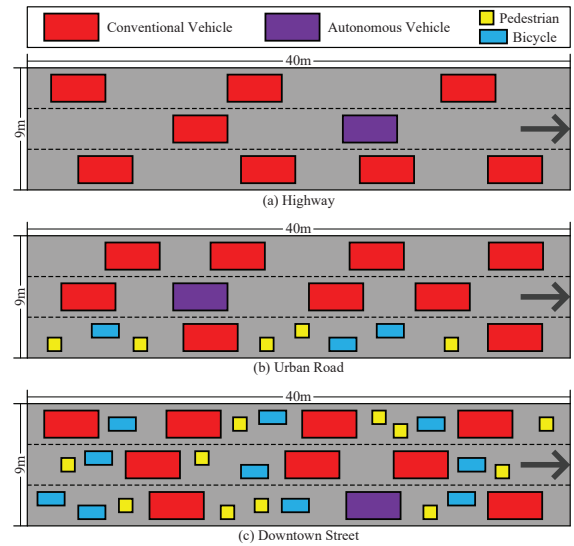 Conventional Vehicle Autonomous Vehicle Pedestrian
Bicycle
40m
9m
(a) Highway
40m
9m
(b) Urban Road
40m
9m
(c) Downtown Street